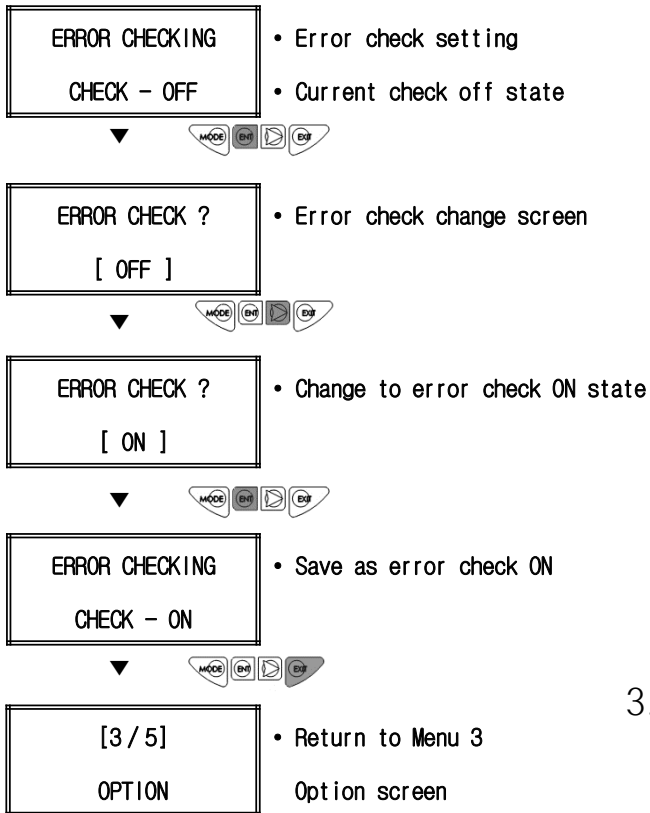 ERROR CHECKING • Error check setting
CHECK - OFF • Current check off state
▼ MODE ENT EXIT
ERROR CHECK ? • Error check change screen
[ OFF ]
▼ MODE ENT EXIT
ERROR CHECK ? • Change to error check ON state
[ ON ]
▼ MODE ENT EXIT
ERROR CHECKING • Save as error check ON
CHECK - ON
▼ MODE ENT EXIT
3.
[3/5] • Return to Menu 3
OPTION Option screen